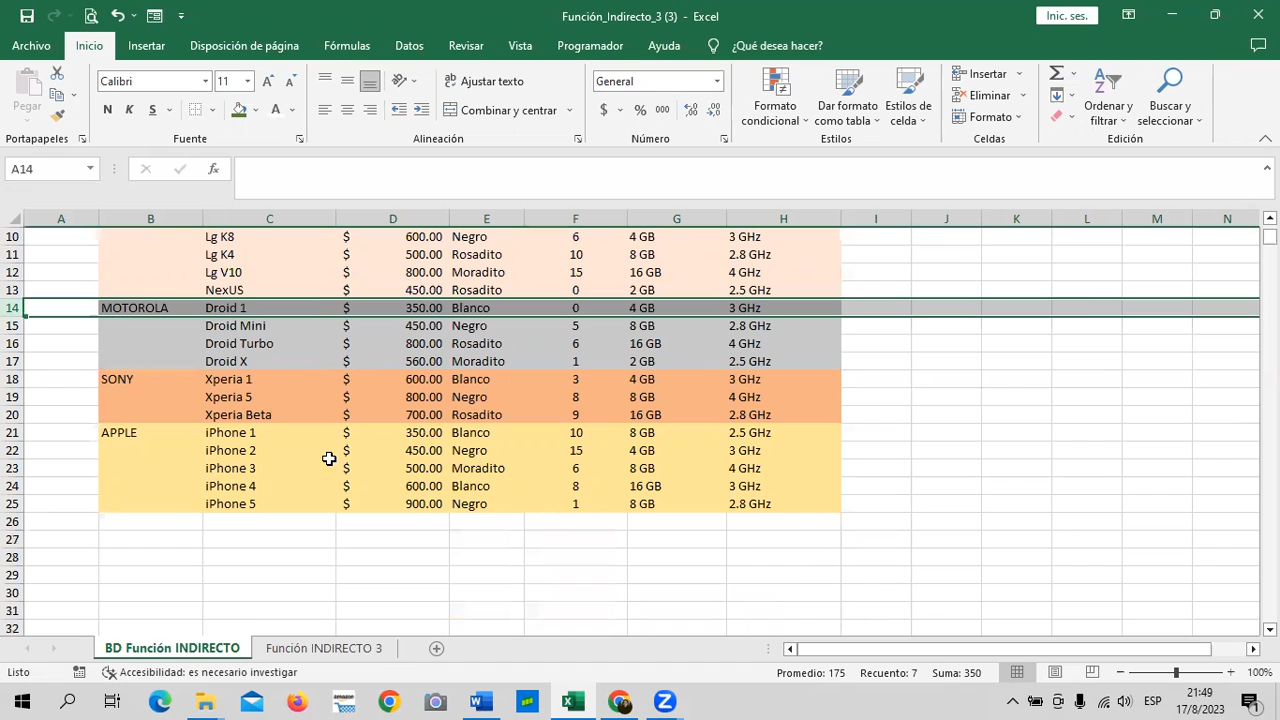 Función_Indirecto_3 (3) - Excel
Inic. ses.
Archivo Inicio Insertar Disposición de página Fórmulas Datos Revisar Vista Programador Ayuda ¿Qué desea hacer?
Pegar
Calibri 11
N K S
Ajustar texto
Combinar y centrar
General
$ % 000
Formato condicional
Dar formato como tabla
Estilos de celda
Insertar
Eliminar
Formato
Ordenar y filtrar
Buscar y seleccionar
Portapapeles Fuente Alineación Número Estilos Celdas Edición
A14 fx
A B C D E F G H I J K L M N
10 Lg K8 $ 600.00 Negro 6 4 GB 3 GHz
11 Lg K4 $ 500.00 Rosadito 10 8 GB 2.8 GHz
12 Lg V10 $ 800.00 Moradito 15 16 GB 4 GHz
13 NexUS $ 450.00 Rosadito 0 2 GB 2.5 GHz
14 MOTOROLA Droid 1 $ 350.00 Blanco 0 4 GB 3 GHz
15 Droid Mini $ 450.00 Negro 5 8 GB 2.8 GHz
16 Droid Turbo $ 800.00 Rosadito 6 16 GB 4 GHz
17 Droid X $ 560.00 Moradito 1 2 GB 2.5 GHz
18 SONY Xperia 1 $ 600.00 Blanco 3 4 GB 3 GHz
19 Xperia 5 $ 800.00 Negro 8 8 GB 4 GHz
20 Xperia Beta $ 700.00 Rosadito 9 16 GB 2.8 GHz
21 APPLE iPhone 1 $ 350.00 Blanco 10 8 GB 2.5 GHz
22 iPhone 2 $ 450.00 Negro 15 4 GB 3 GHz
23 iPhone 3 $ 500.00 Moradito 6 8 GB 4 GHz
24 iPhone 4 $ 600.00 Blanco 8 16 GB 3 GHz
25 iPhone 5 $ 900.00 Negro 1 8 GB 2.8 GHz
26
27
28
29
30
31
32
BD Función INDIRECTO Función INDIRECTO 3
Listo Accesibilidad: es necesario investigar Promedio: 175 Recuento: 7 Suma: 350 100%
ESP 21:49
17/8/2023